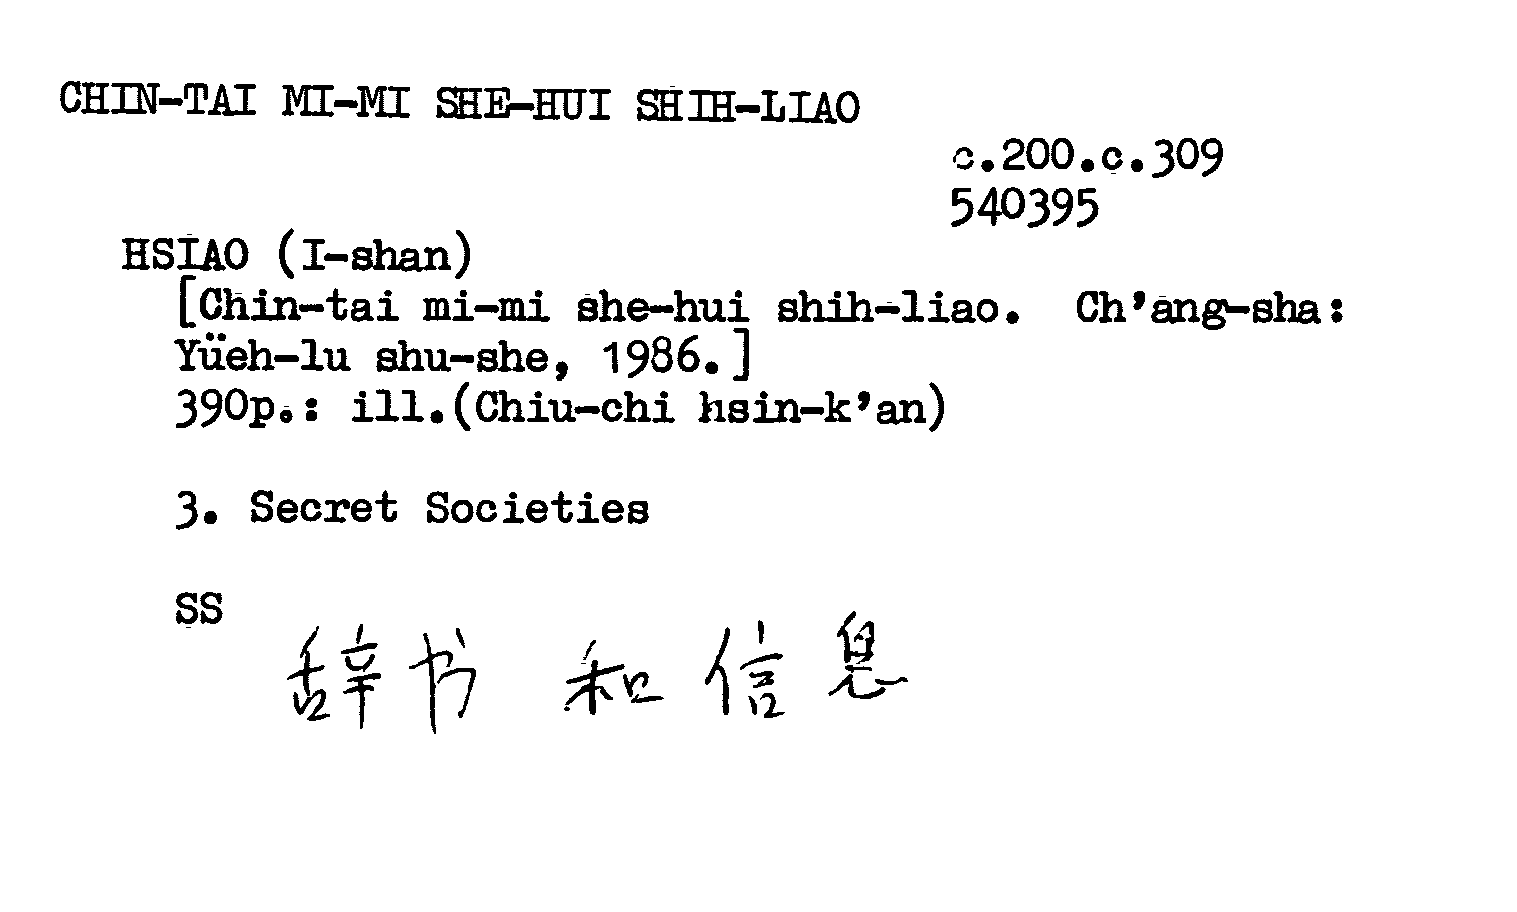 CHIN-TAI MI-MI SHE-HUI SHIH-LIAO
c.200.c.309
540395
HSIAO (I-shan)
[Chin-tai mi-mi she-hui shih-liao. Ch'ang-sha:
Yüeh-lu shu-she, 1986.]
390p.: ill.(Chiu-chi hsin-k'an)
3. Secret Societies
SS
辞书 和信息